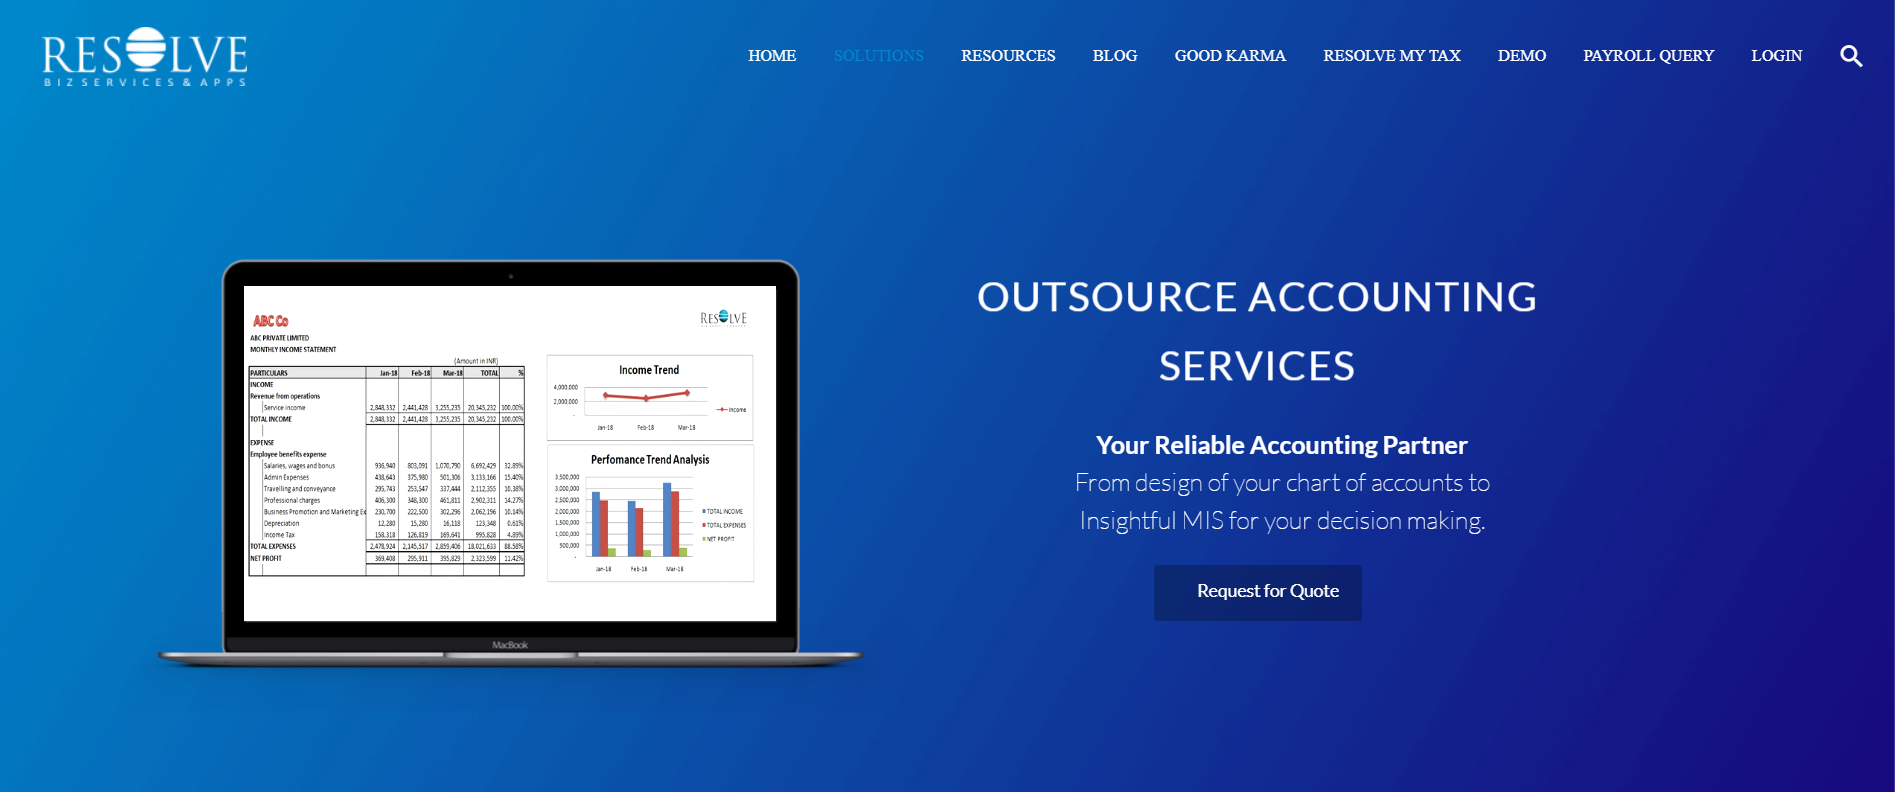 RESOLVE
BIZ SERVICES & APPS
HOME SOLUTIONS RESOURCES BLOG GOOD KARMA RESOLVE MY TAX DEMO PAYROLL QUERY LOGIN
OUTSOURCE ACCOUNTING
SERVICES
Your Reliable Accounting Partner
From design of your chart of accounts to
Insightful MIS for your decision making.
Request for Quote
ABC Co
RESOLVE
ABC PRIVATE LIMITED
MONTHLY INCOME STATEMENT
(Amount in INR)
PARTICULARS Jan-18 Feb-18 Mar-18 TOTAL %
INCOME
Revenue from operations
Service income 2,848,332 2,441,428 3,255,235 20,345,232 100.00%
TOTAL INCOME 2,848,332 2,441,428 3,255,235 20,345,232 100.00%
EXPENSE
Employee benefits expense
Salaries, wages and bonus 936,940 803,091 1,070,790 6,692,429 32.89%
Admin Expenses 438,643 375,980 501,306 3,133,166 15.40%
Travelling and conveyance 295,743 253,547 337,444 2,112,355 10.38%
Professional charges 406,300 348,300 461,811 2,902,311 14.27%
Business Promotion and Marketing Ex 230,700 222,500 302,296 2,062,196 10.14%
Depreciation 12,280 15,280 16,118 123,348 0.61%
Income Tax 158,318 126,819 169,641 995,828 4.89%
TOTAL EXPENSES 2,478,924 2,145,517 2,859,406 18,021,633 88.58%
NET PROFIT 369,408 295,911 395,829 2,323,599 11.42%
Income Trend
4,000,000
2,000,000
-
Jan-18 Feb-18 Mar-18
Income
Perfomance Trend Analysis
3,500,000
3,000,000
2,500,000
2,000,000
1,500,000
1,000,000
500,000
-
Jan-18 Feb-18 Mar-18
TOTAL INCOME
TOTAL EXPENSES
NET PROFIT
MacBook